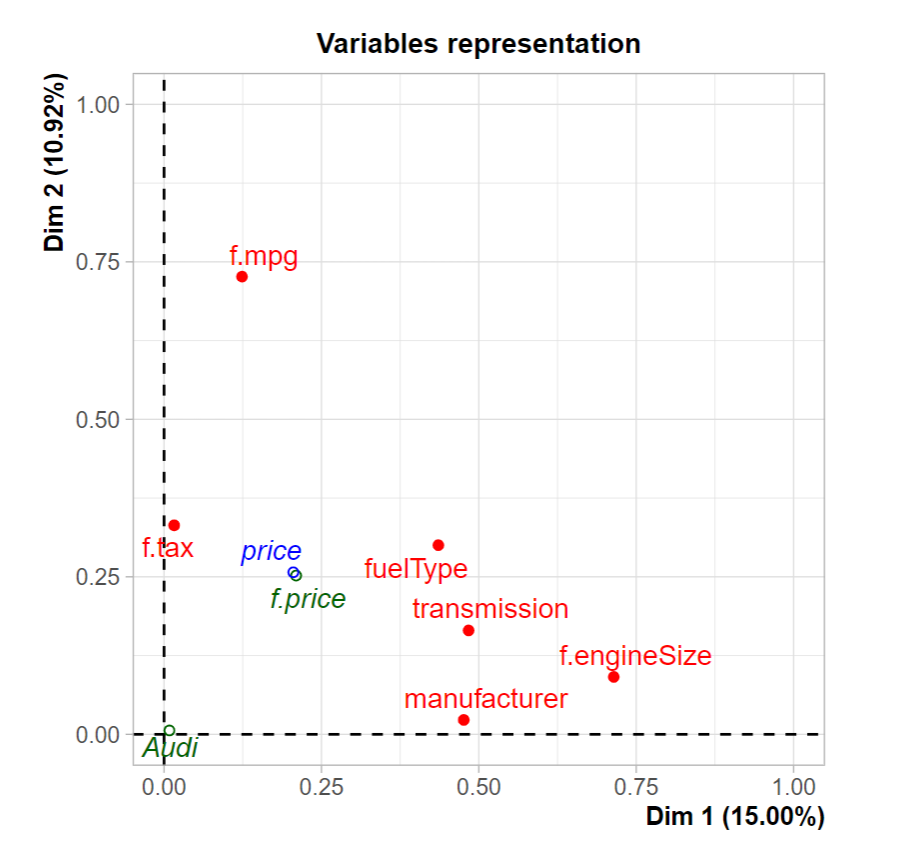 Variables representation
Dim 2 (10.92%)
1.00
0.75
0.50
0.25
0.00
f.mpg
f.tax
price
f.price
fuelType
transmission
f.engineSize
manufacturer
Audi
0.00
0.25
0.50
0.75
1.00
Dim 1 (15.00%)